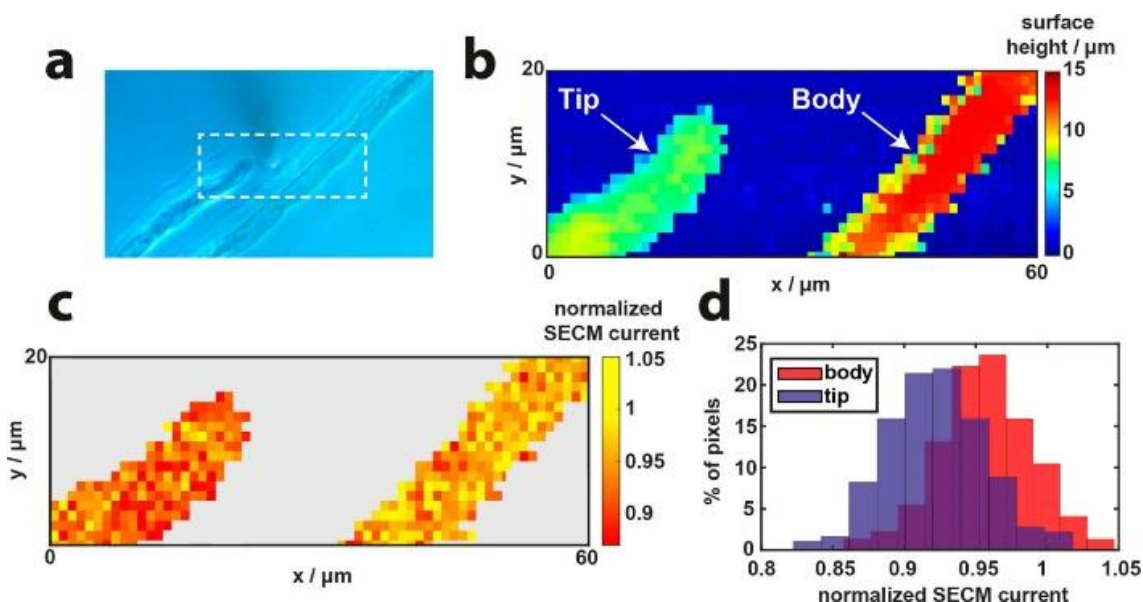 a
b
surface
height / µm
20
15
Tip
Body
10
y / µm
5
0
0
0
60
x / µm
c
normalized
SECM current
d
20
1.05
y / µm
1
0.95
0.9
0
60
x / µm
25
body
20
tip
15
% of pixels
10
5
0
0.8
0.85
0.9
0.95
1
1.05
normalized SECM current